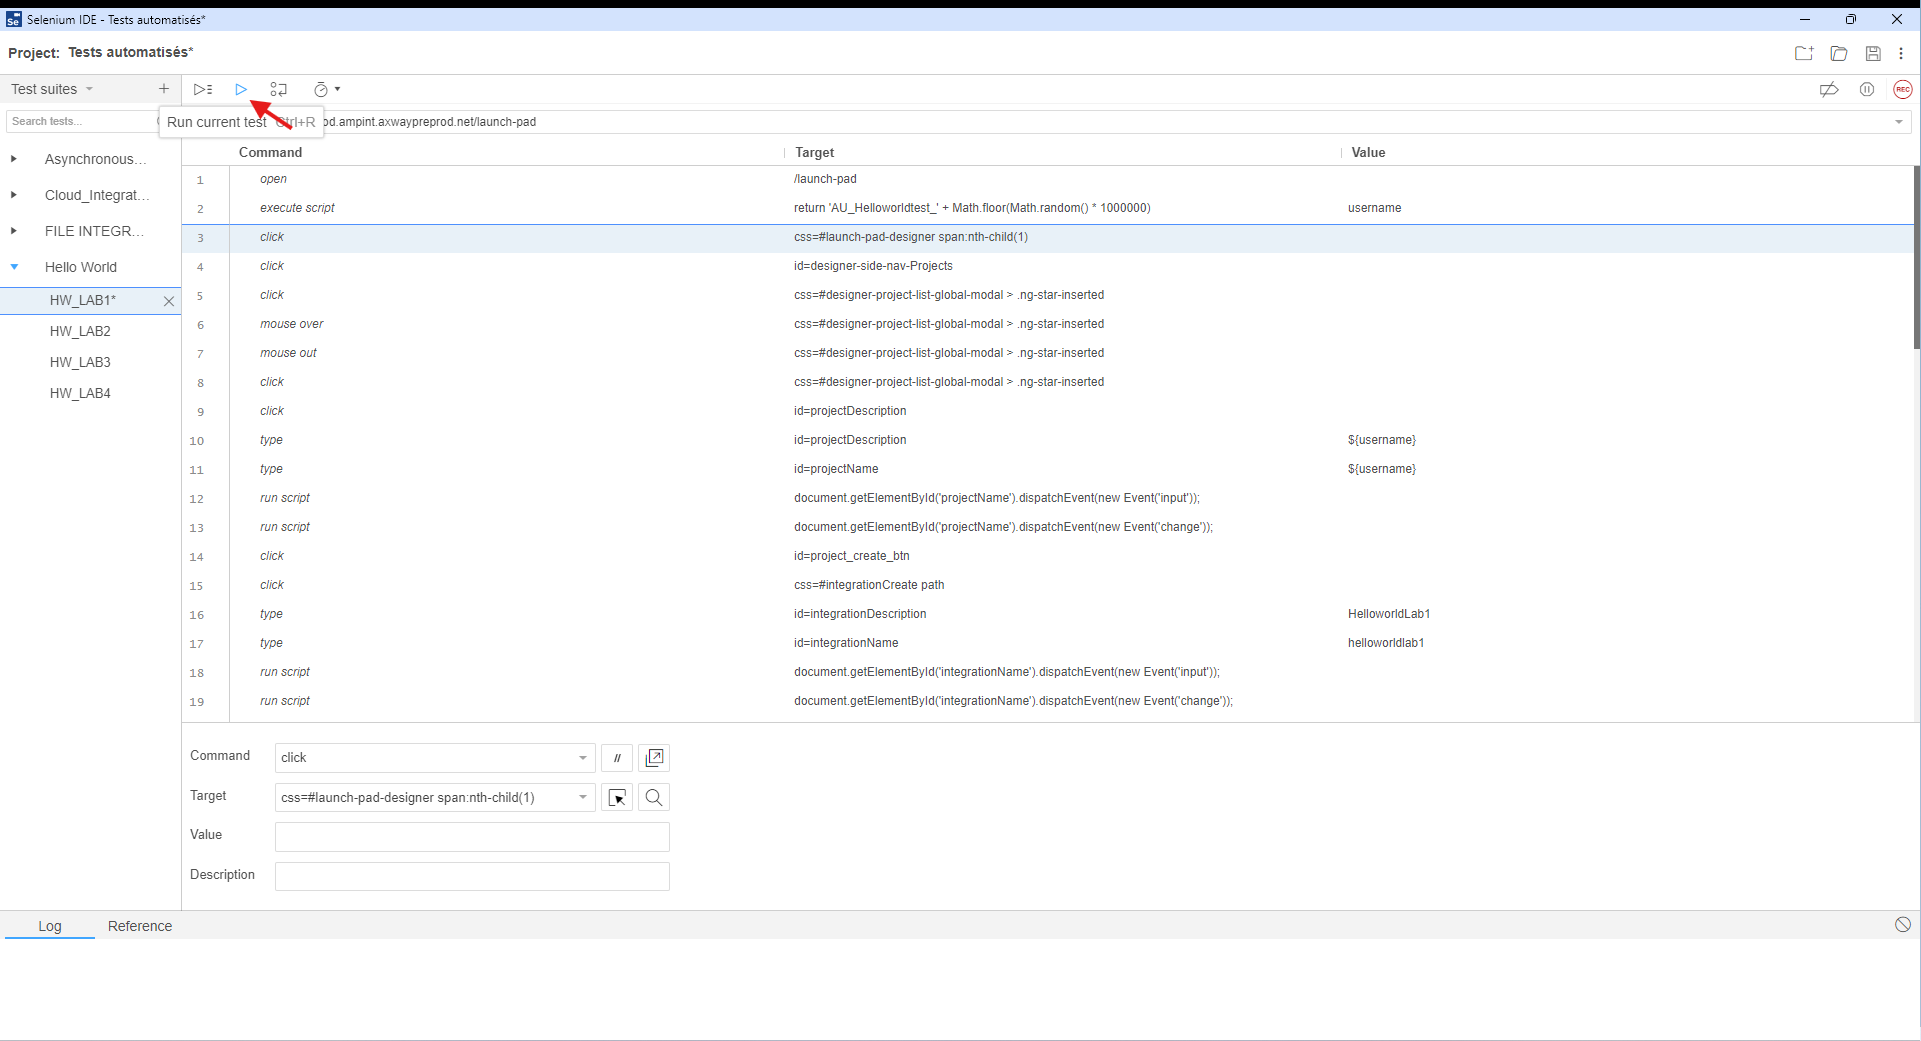 Selenium IDE - Tests automatisés*
Project: Tests automatisés*
Test suites
Search tests...
Run current test Ctrl+R
od.ampint.axwaypreprod.net/launch-pad
REC
Asynchronous...
Cloud_Integrat...
FILE INTEGR...
Hello World
HW_LAB1*
HW_LAB2
HW_LAB3
HW_LAB4
Command Target Value
1 open /launch-pad
2 execute script return 'AU_Helloworldtest_' + Math.floor(Math.random() * 1000000) username
3 click css=#launch-pad-designer span:nth-child(1)
4 click id=designer-side-nav-Projects
5 click css=#designer-project-list-global-modal > .ng-star-inserted
6 mouse over css=#designer-project-list-global-modal > .ng-star-inserted
7 mouse out css=#designer-project-list-global-modal > .ng-star-inserted
8 click css=#designer-project-list-global-modal > .ng-star-inserted
9 click id=projectDescription
10 type id=projectDescription ${username}
11 type id=projectName ${username}
12 run script document.getElementById('projectName').dispatchEvent(new Event('input'));
13 run script document.getElementById('projectName').dispatchEvent(new Event('change'));
14 click id=project_create_btn
15 click css=#integrationCreate path
16 type id=integrationDescription HelloworldLab1
17 type id=integrationName helloworldlab1
18 run script document.getElementById('integrationName').dispatchEvent(new Event('input'));
19 run script document.getElementById('integrationName').dispatchEvent(new Event('change'));
Command click //
Target css=#launch-pad-designer span:nth-child(1)
Value
Description
Log Reference